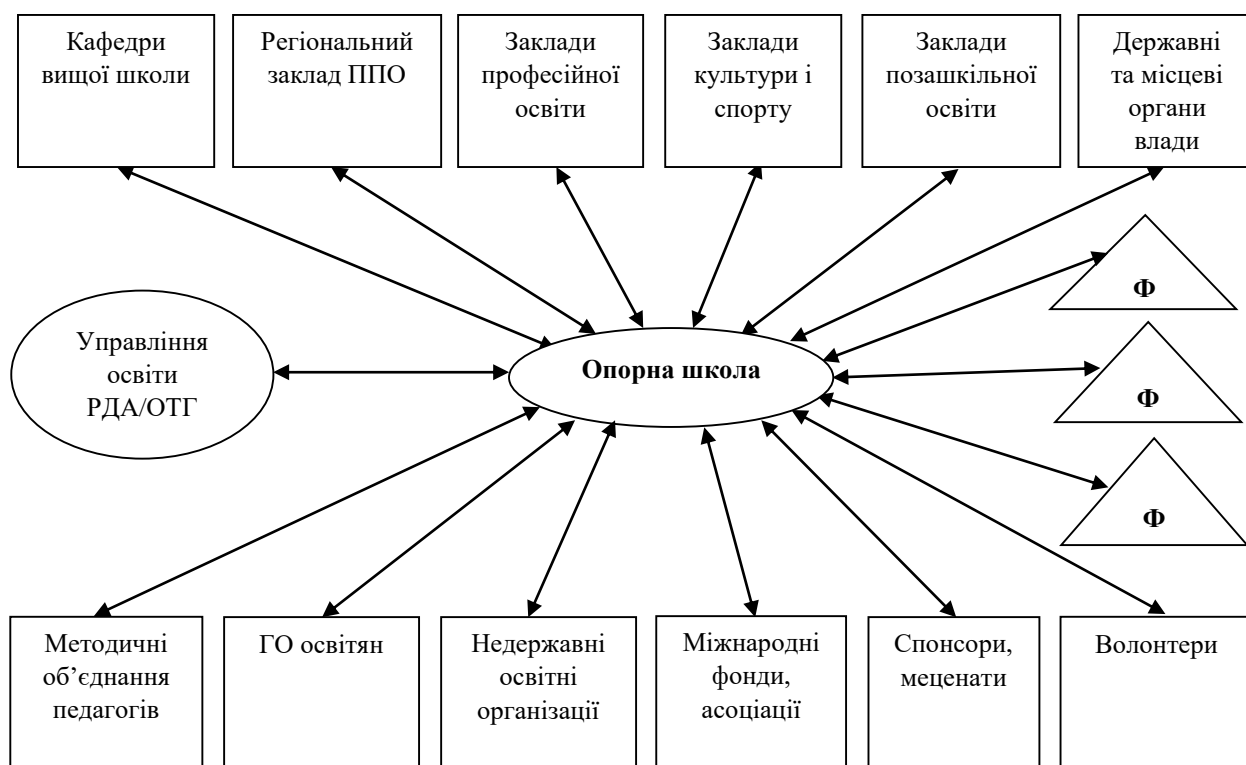 Кафедри
вищої школи
Регіональний
заклад ППО
Заклади
професійної
освіти
Заклади
культури і
спорту
Заклади
позашкільної
освіти
Державні
та місцеві
органи
влади
Ф
Управління
освіти
РДА/ОТГ
Опорна школа
Ф
Ф
Методичні
об’єднання
педагогів
ГО освітян
Недержавні
освітні
організації
Міжнародні
фонди,
асоціації
Спонсори,
меценати
Волонтери